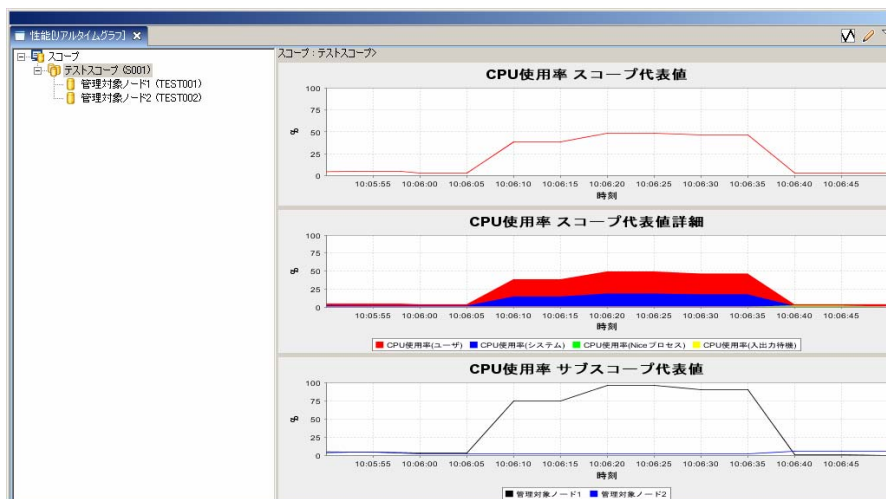 性能[リアルタイムグラフ]
スコープ
テストスコープ (S001)
管理対象ノード1 (TEST001)
管理対象ノード2 (TEST002)
スコープ : テストスコープ>
CPU使用率 スコープ代表値
100
75
50
25
0
%
10:05:55 10:06:00 10:06:05 10:06:10 10:06:15 10:06:20 10:06:25 10:06:30 10:06:35 10:06:40 10:06:45
時刻
CPU使用率 スコープ代表値詳細
100
75
50
25
0
%
10:05:55 10:06:00 10:06:05 10:06:10 10:06:15 10:06:20 10:06:25 10:06:30 10:06:35 10:06:40 10:06:45
時刻
CPU使用率(ユーザ) CPU使用率(システム) CPU使用率(Niceプロセス) CPU使用率(入出力待機)
CPU使用率 サブスコープ代表値
100
75
50
25
0
%
10:05:55 10:06:00 10:06:05 10:06:10 10:06:15 10:06:20 10:06:25 10:06:30 10:06:35 10:06:40 10:06:45
時刻
管理対象ノード1 管理対象ノード2